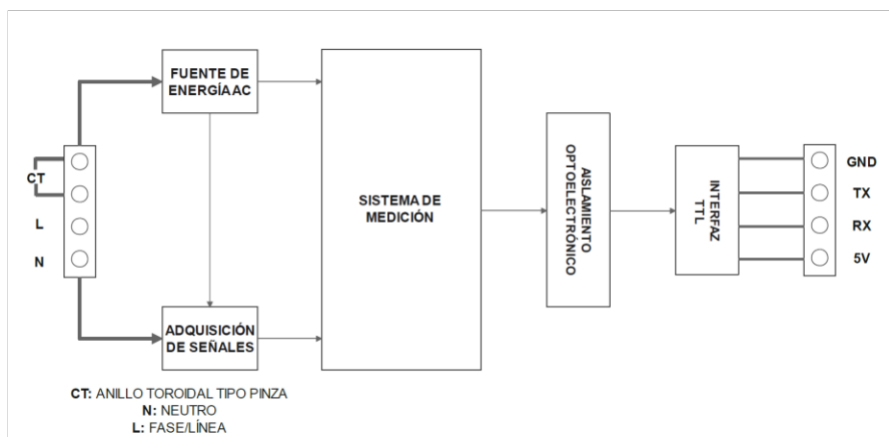 FUENTE DE
ENERGÍA AC
CT
L
N
ADQUISICIÓN
DE SEÑALES
SISTEMA DE
MEDICIÓN
AISLAMIENTO
OPTOELECTRÓNICO
INTERFAZ
TTL
GND
TX
RX
5V
CT: ANILLO TOROIDAL TIPO PINZA
N: NEUTRO
L: FASE/LÍNEA